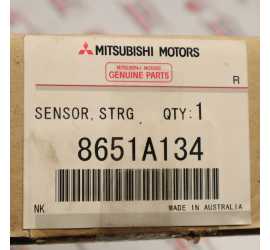 MITSUBISHI MOTORS
MITSUBISHI MOTORS
GENUINE PARTS
R
SENSOR, STRG QTY:1
8651A134
NK MADE IN AUSTRALIA